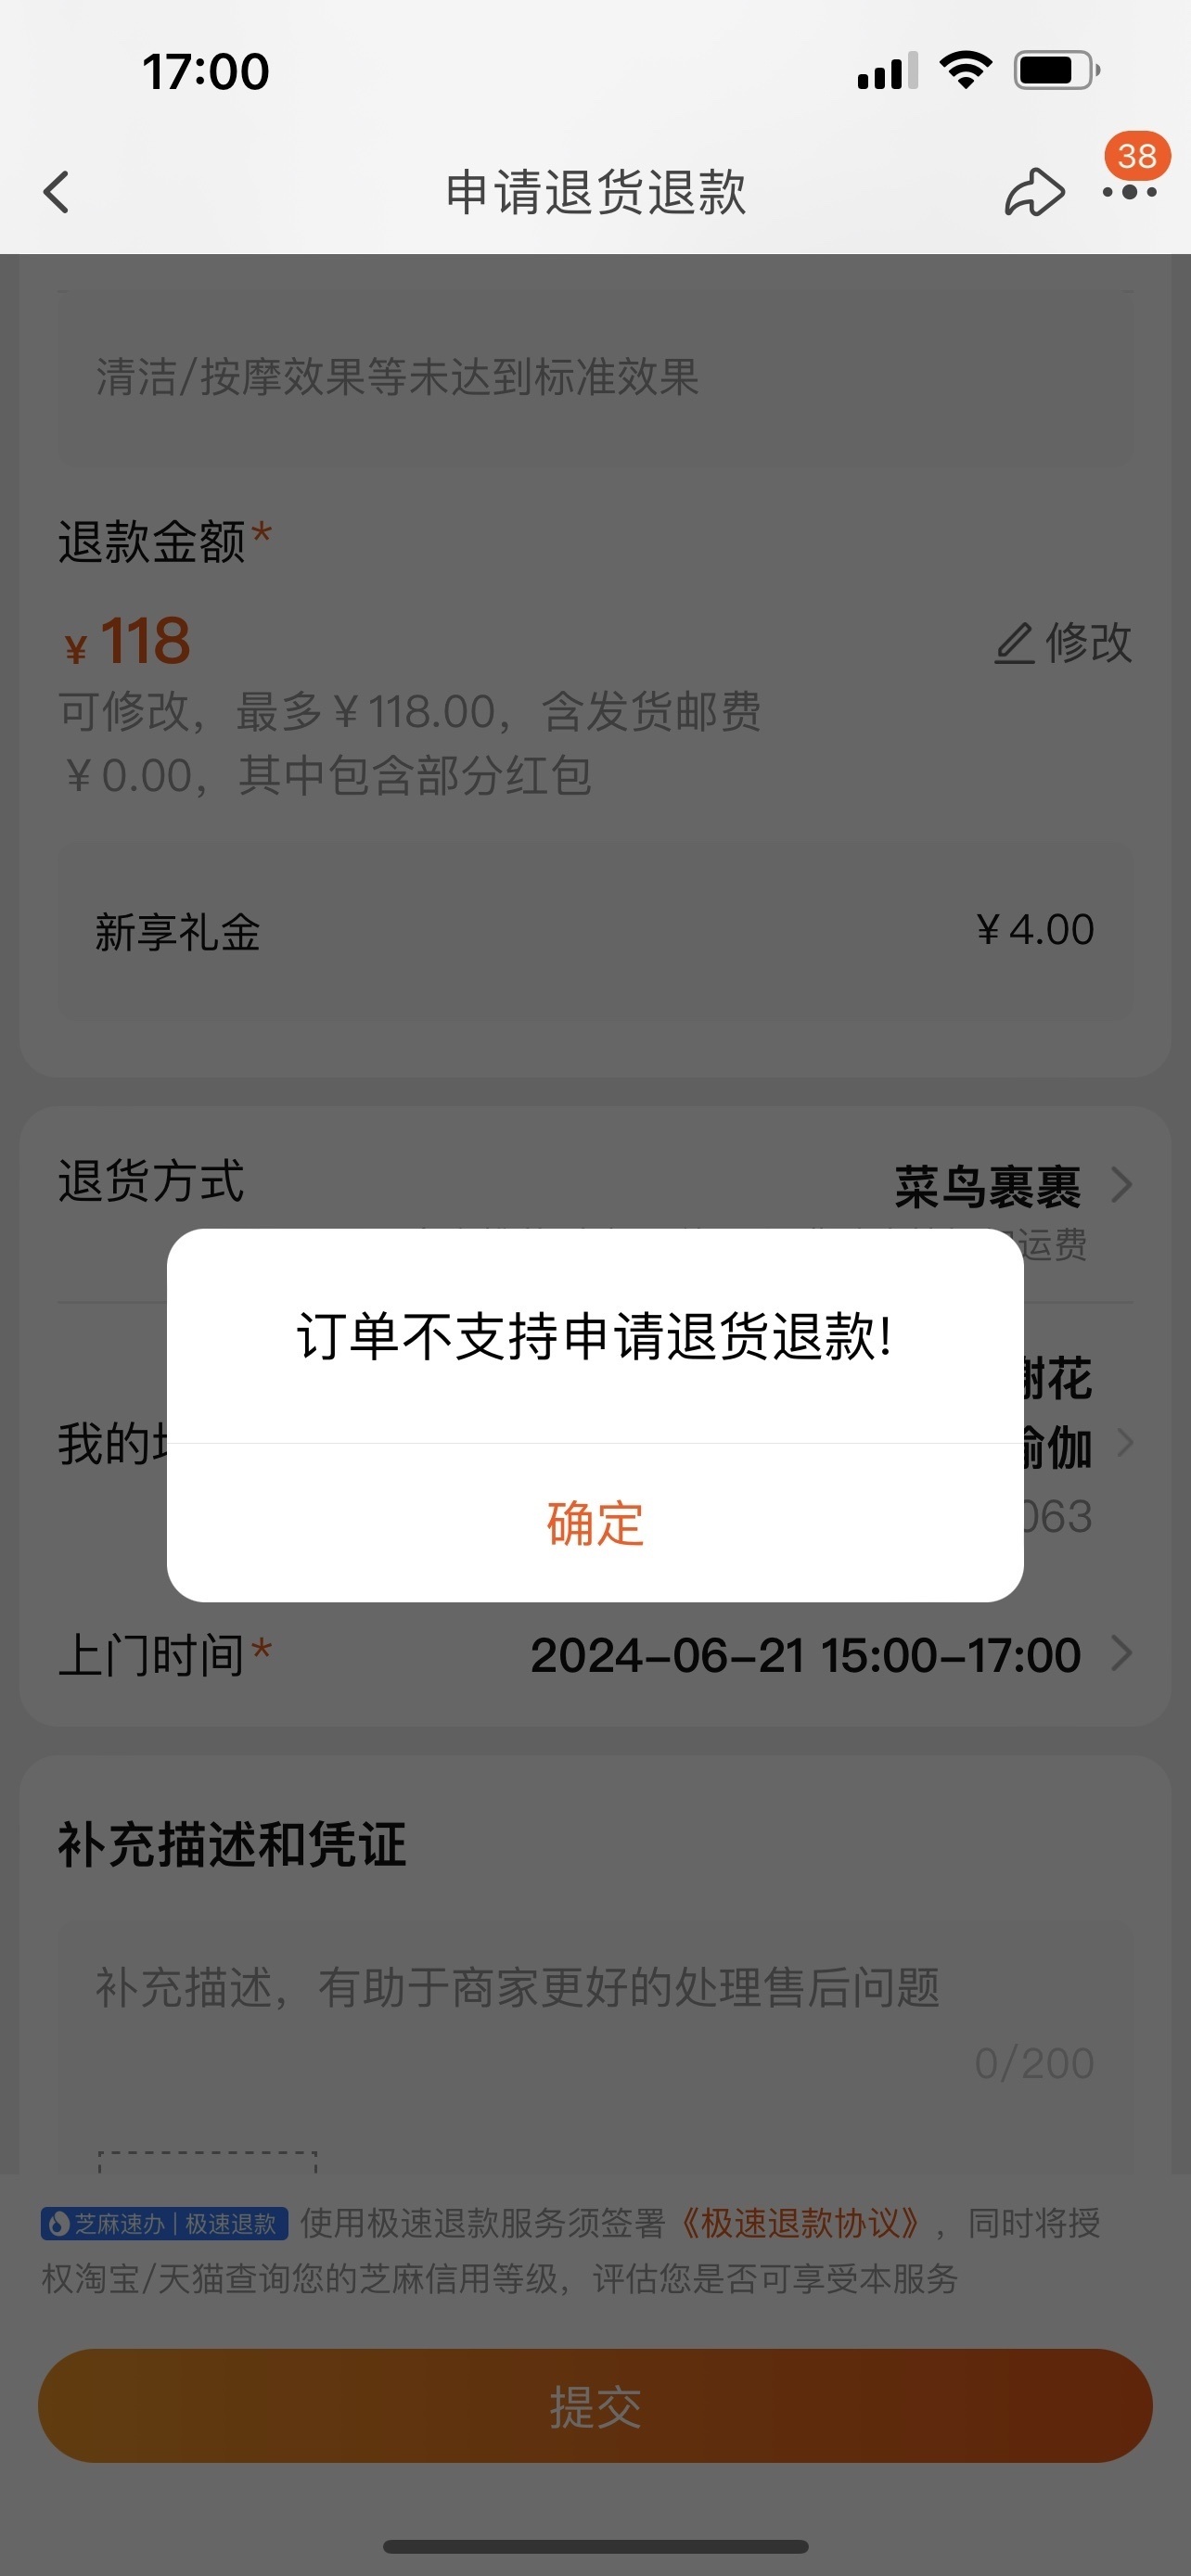 17:00
38
申请退货退款
清洁/按摩效果等未达到标准效果
退款金额*
¥118
修改
可修改，最多¥118.00，含发货邮费
¥0.00，其中包含部分红包
新享礼金
¥4.00
退货方式
菜鸟裹裹
运费
订单不支持申请退货退款!
花
我的
伽
063
确定
上门时间*
2024-06-21 15:00-17:00
补充描述和凭证
补充描述，有助于商家更好的处理售后问题
0/200
芝麻速办|极速退款 使用极速退款服务须签署《极速退款协议》，同时将授
权淘宝/天猫查询您的芝麻信用等级，评估您是否可享受本服务
提交